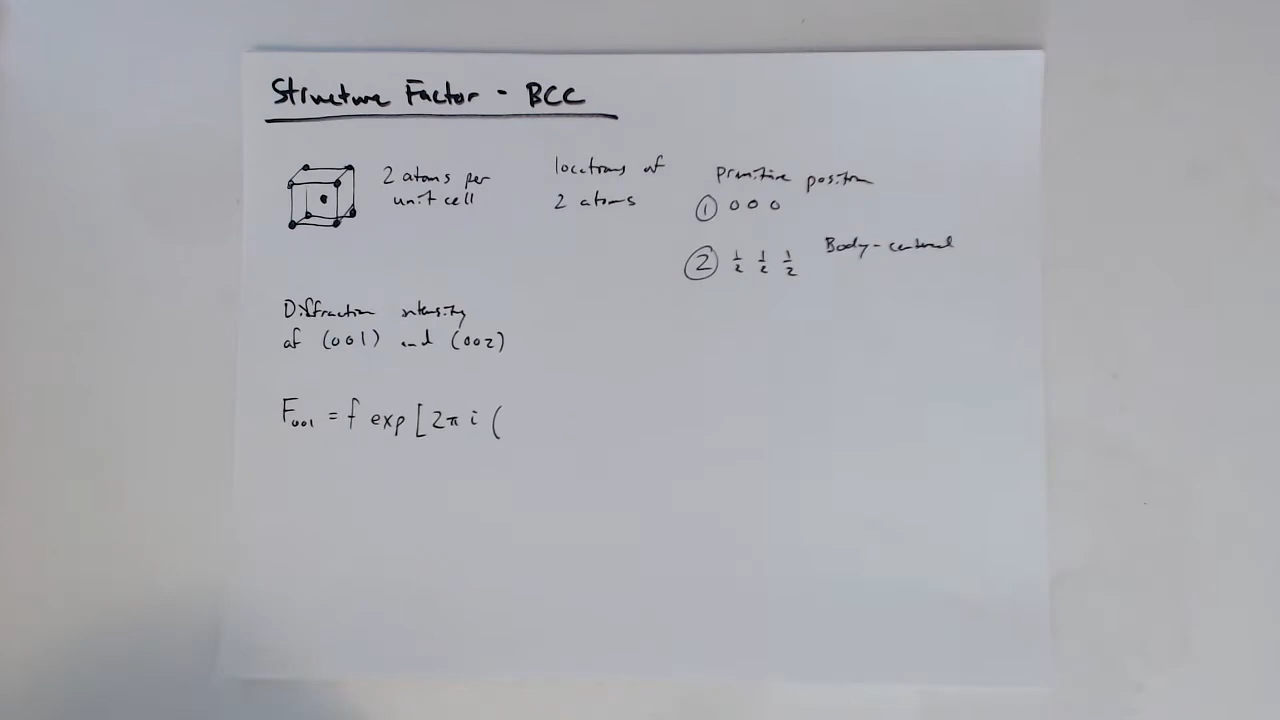 Structure Factor - BCC
2 atoms per
unit cell
locations of
2 atoms
Primitive position
① 0 0 0
② ½ ½ ½ Body-centered
Diffraction intensity
of (001) and (002)
F₀₀₁ = f exp [2π i (